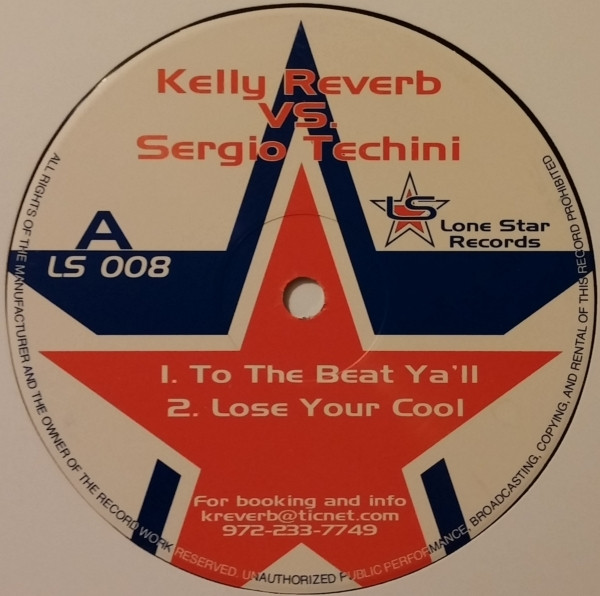 Kelly Reverb
VS.
Sergio Techini
LS
Lone Star
Records
A
LS 008
1. To The Beat Ya'll
2. Lose Your Cool
For booking and info
kreverb@ticnet.com
972-233-7749
ALL RIGHTS OF THE MANUFACTURER AND THE OWNER OF THE RECORD WORK RESERVED. UNAUTHORIZED PUBLIC PERFORMANCE, BROADCASTING, COPYING, AND RENTAL OF THIS RECORD PROHIBITED